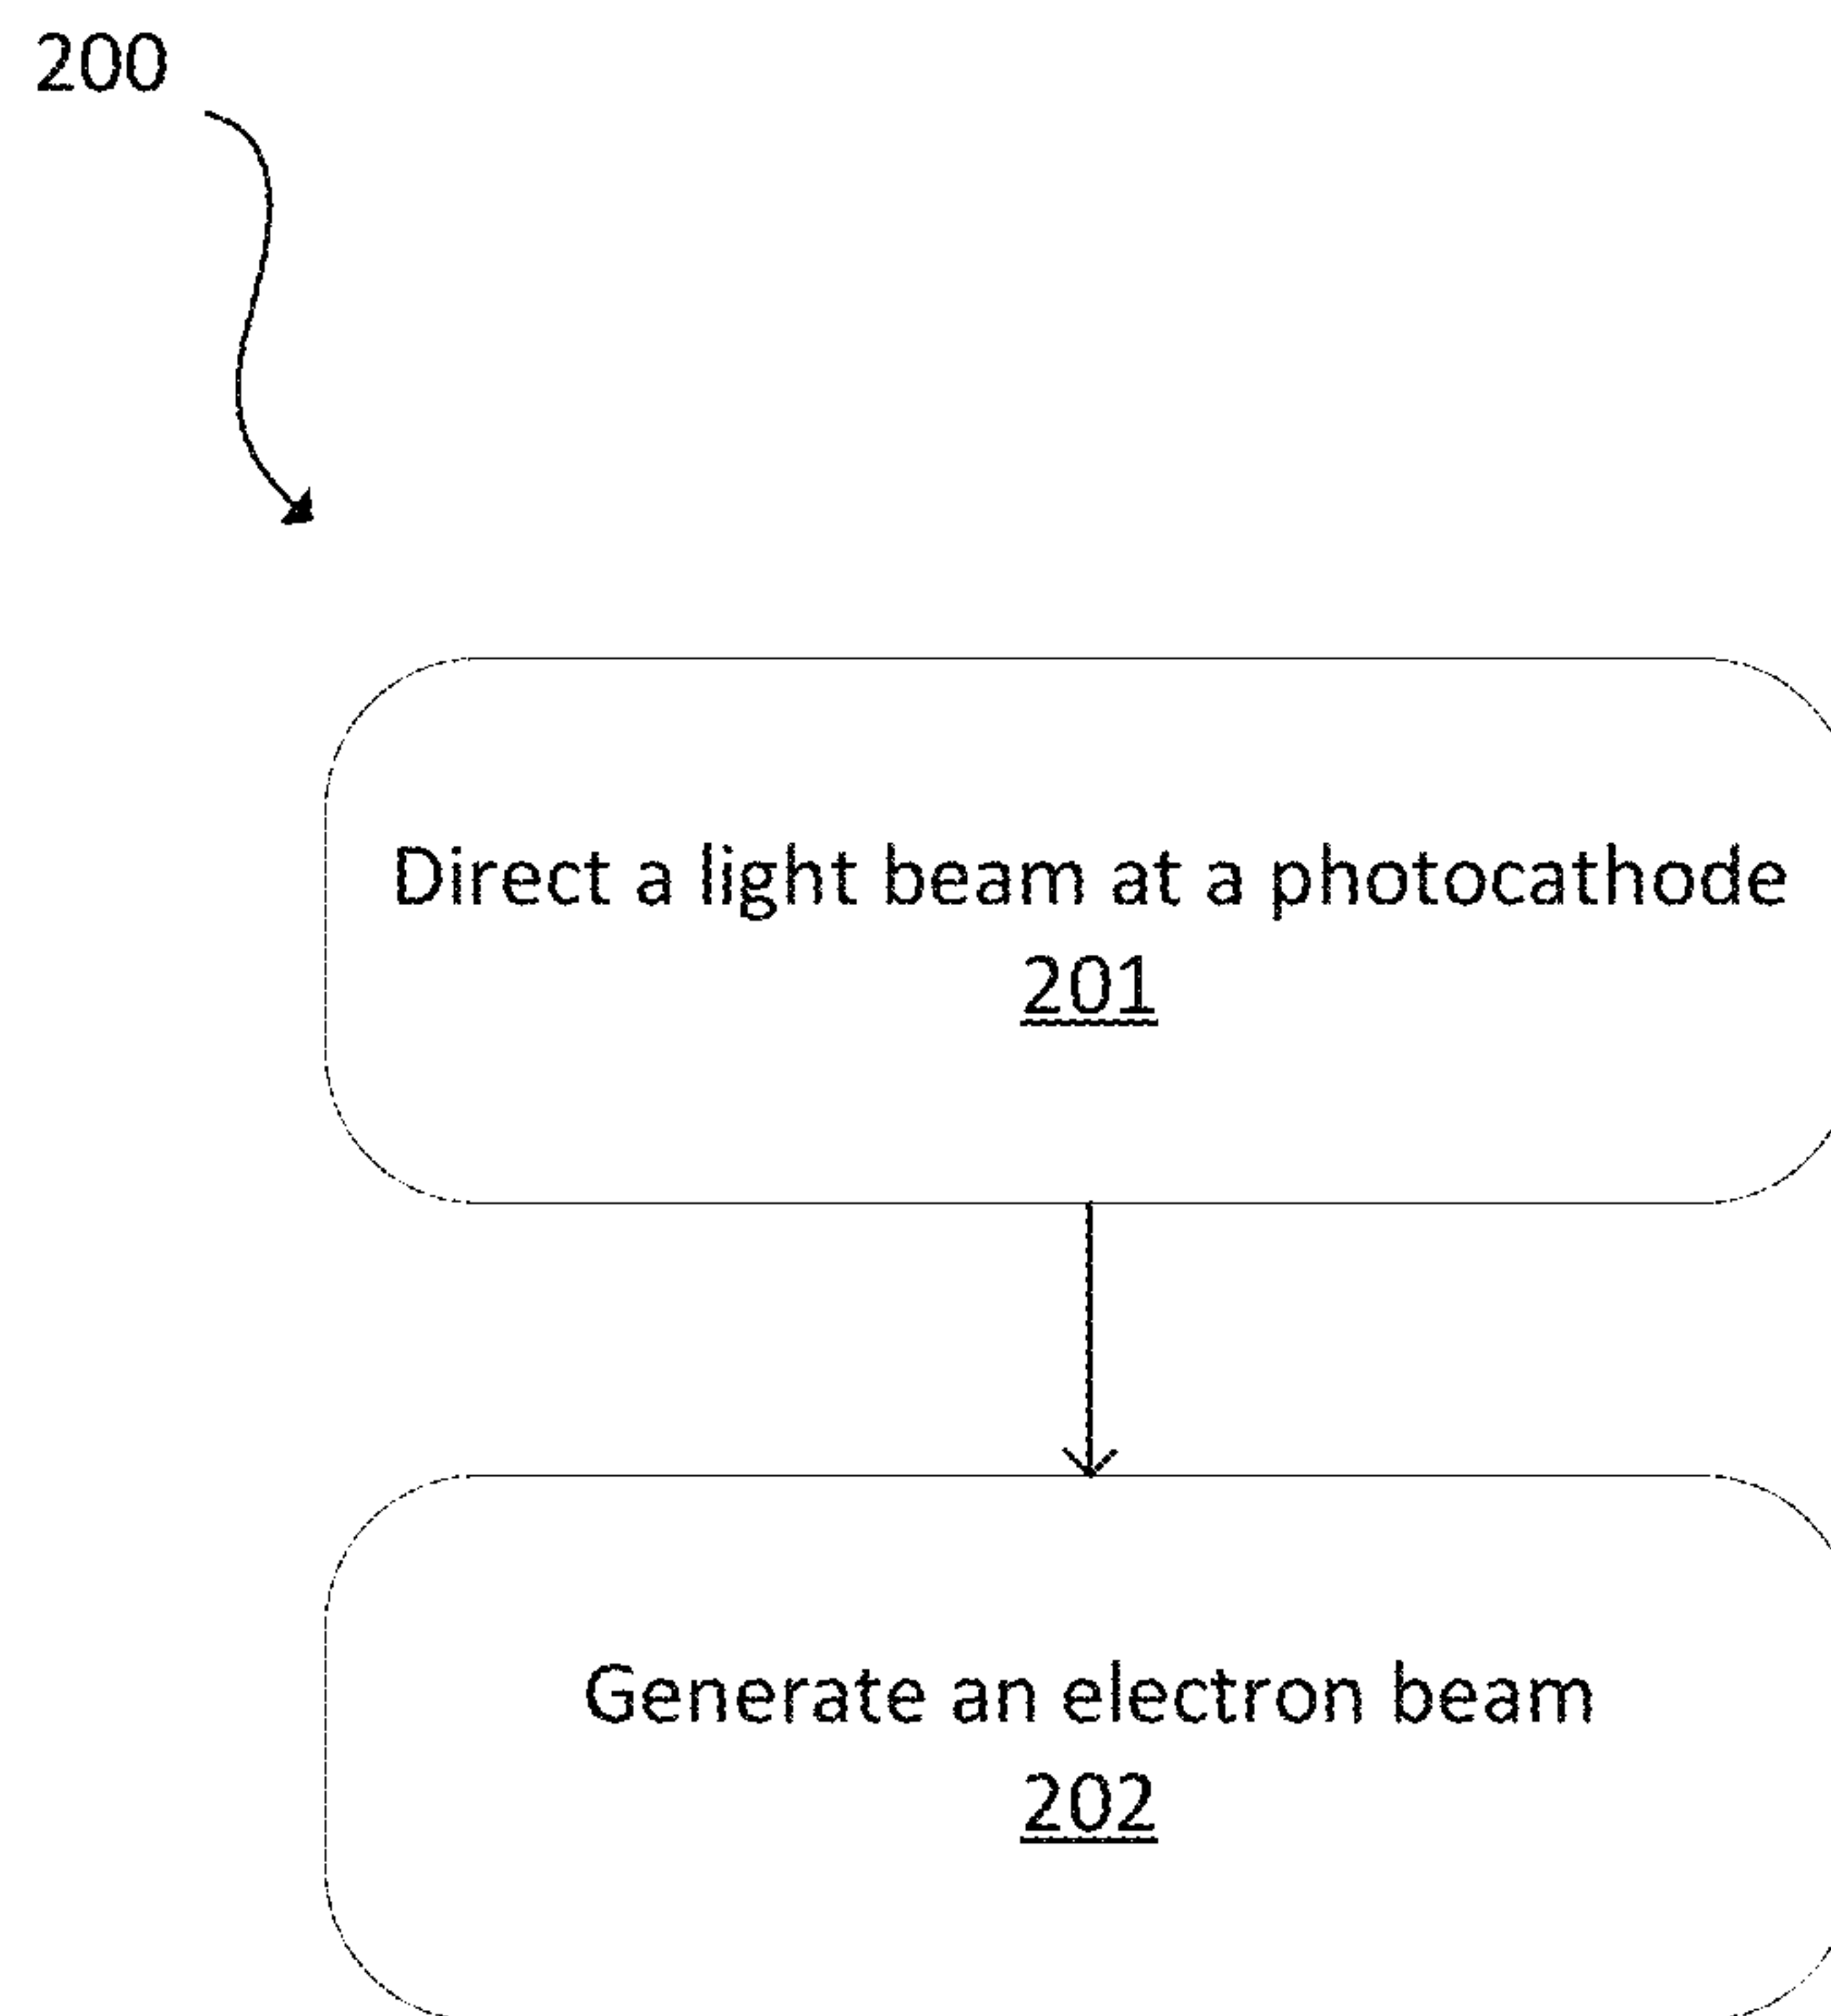 200
Direct a light beam at a photocathode
201
Generate an electron beam
202